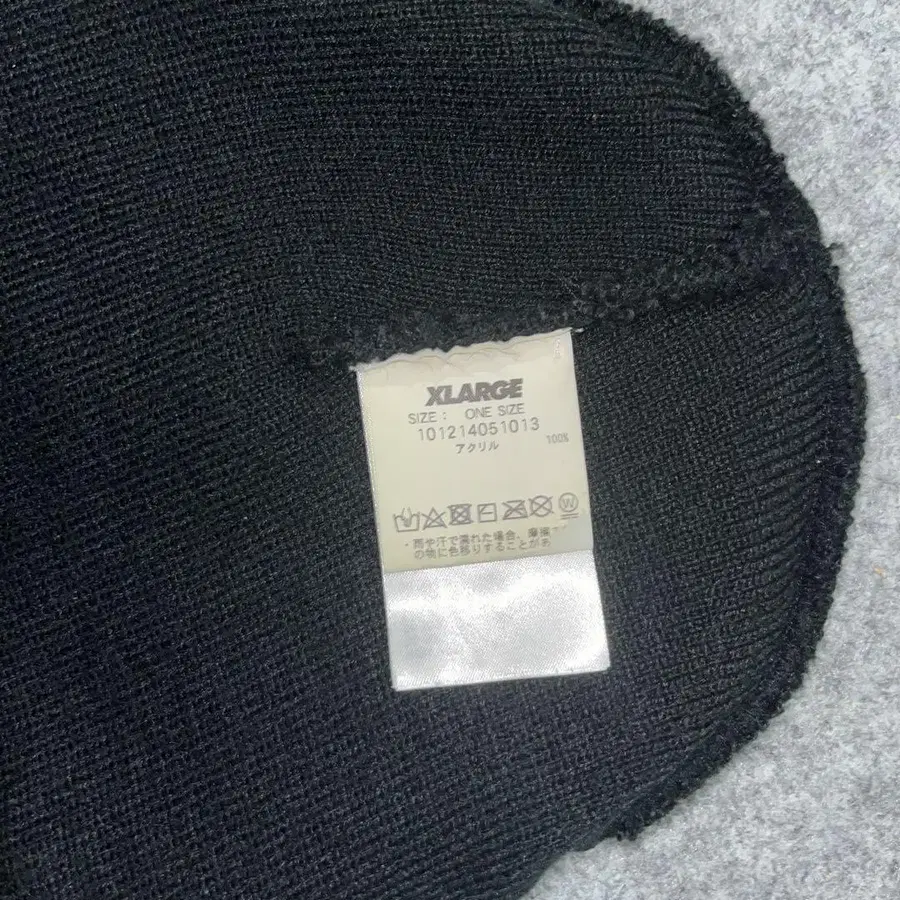 XLARGE
SIZE： ONE SIZE
101214051013
アクリル 100%
W
・雨や汗で濡れた場合、摩擦
の物に色移りすることがあ